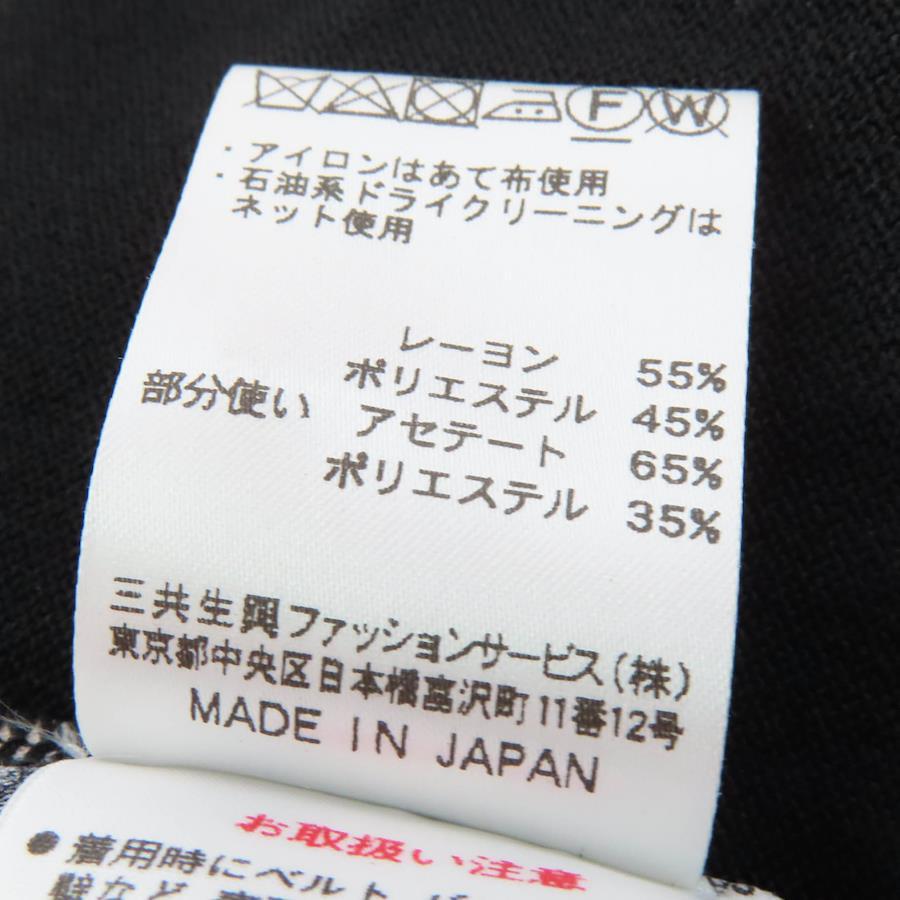 F W
・アイロンはあて布使用
・石油系ドライクリーニングは
ネット使用
レーヨン 55%
ポリエステル 45%
部分使い アセテート 65%
ポリエステル 35%
三共生興ファッションサービス(株)
東京都中央区日本橋富沢町11番12号
MADE IN JAPAN
お取扱い注意
●着用時にベルト
壁など